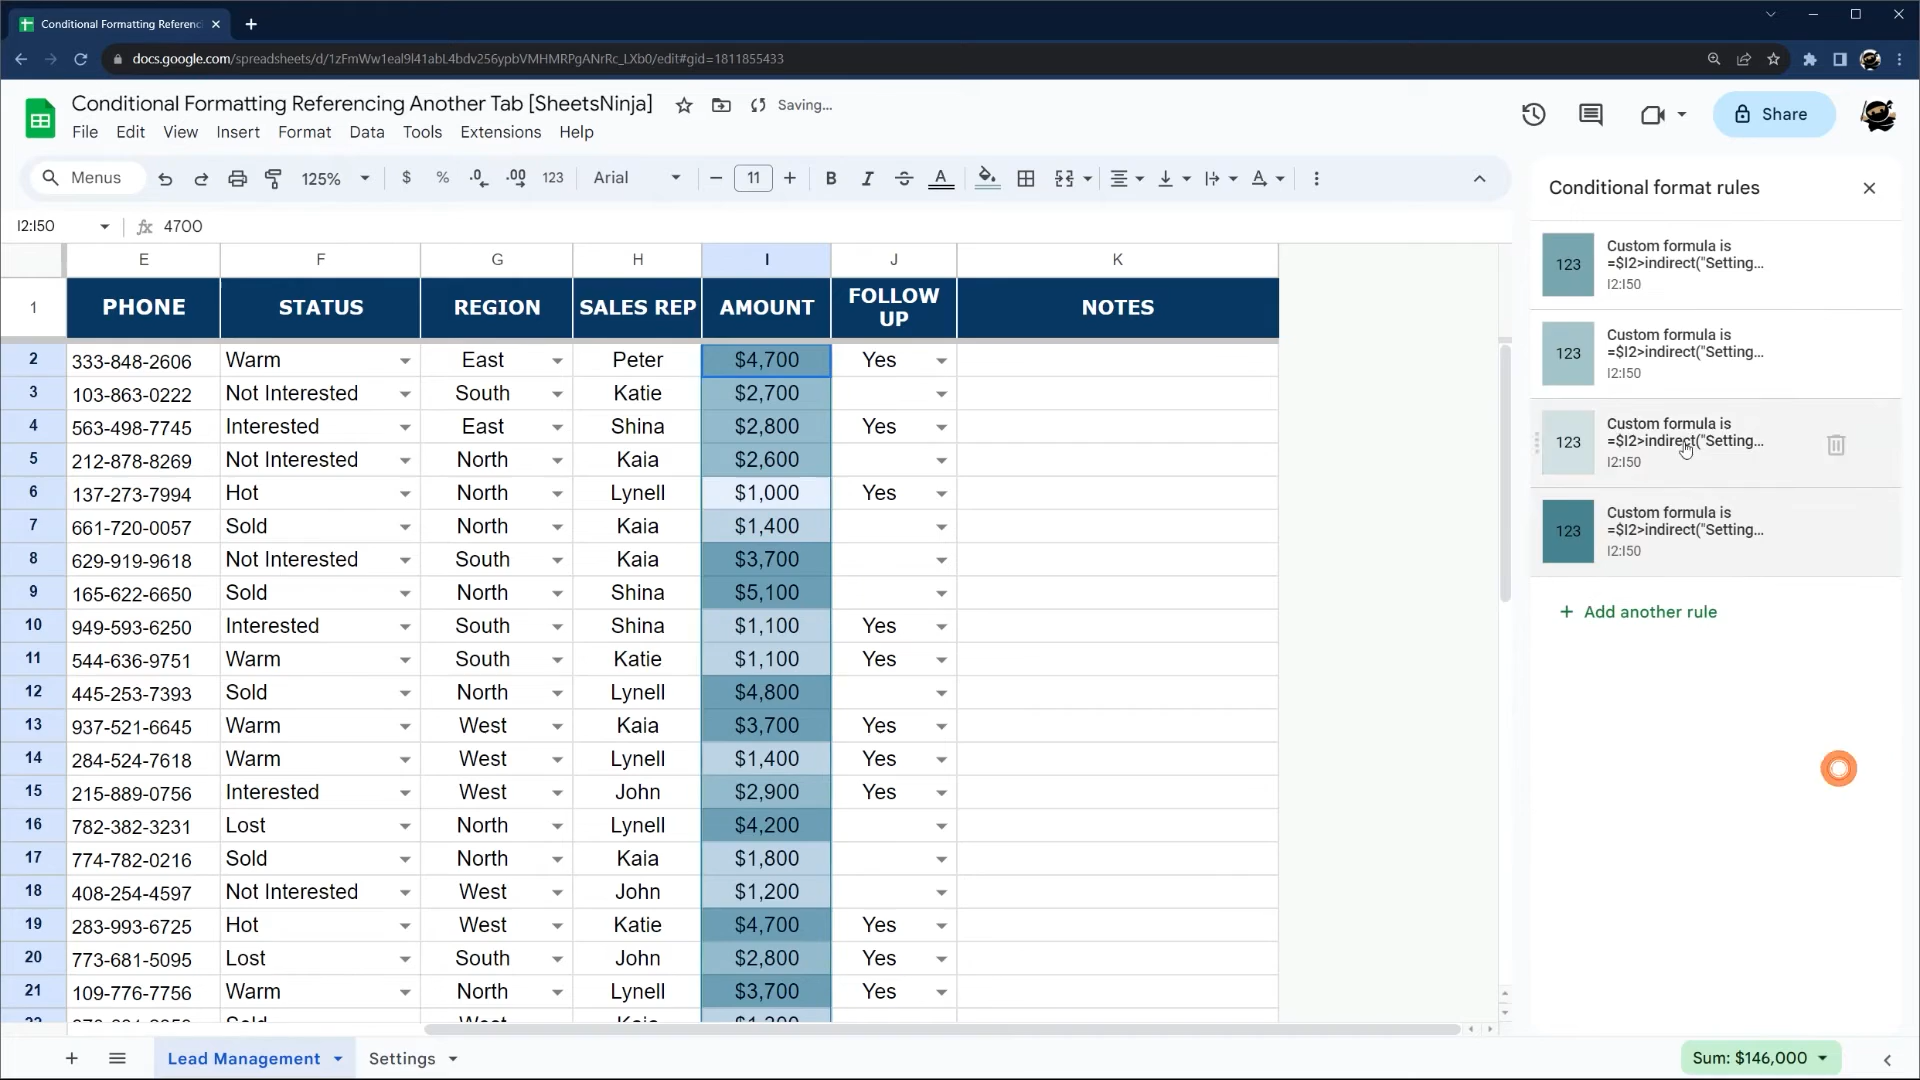 Conditional Formatting Referenc
docs.google.com/spreadsheets/d/1zFmWw1eal9l41abL4bdv256ypbVMHMRPgANrRc_LXb0/edit#gid=1811855433
Conditional Formatting Referencing Another Tab [SheetsNinja] Saving...
File Edit View Insert Format Data Tools Extensions Help
Share
Menus 125% $ % .0 .00 123 Arial 11 B I S A A
I2:I50 fx 4700
E F G H I J K
1 PHONE STATUS REGION SALES REP AMOUNT FOLLOW UP NOTES
2 333-848-2606 Warm East Peter $4,700 Yes
3 103-863-0222 Not Interested South Katie $2,700
4 563-498-7745 Interested East Shina $2,800 Yes
5 212-878-8269 Not Interested North Kaia $2,600
6 137-273-7994 Hot North Lynell $1,000 Yes
7 661-720-0057 Sold North Kaia $1,400
8 629-919-9618 Not Interested South Kaia $3,700
9 165-622-6650 Sold North Shina $5,100
10 949-593-6250 Interested South Shina $1,100 Yes
11 544-636-9751 Warm South Katie $1,100 Yes
12 445-253-7393 Sold North Lynell $4,800
13 937-521-6645 Warm West Kaia $3,700 Yes
14 284-524-7618 Warm West Lynell $1,400 Yes
15 215-889-0756 Interested West John $2,900 Yes
16 782-382-3231 Lost North Lynell $4,200
17 774-782-0216 Sold North Kaia $1,800
18 408-254-4597 Not Interested West John $1,200
19 283-993-6725 Hot West Katie $4,700 Yes
20 773-681-5095 Lost South John $2,800 Yes
21 109-776-7756 Warm North Lynell $3,700 Yes
Conditional format rules
123 Custom formula is
=$I2>indirect("Setting...
I2:I50
123 Custom formula is
=$I2>indirect("Setting...
I2:I50
123 Custom formula is
=$I2>indirect("Setting...
I2:I50
123 Custom formula is
=$I2>indirect("Setting...
I2:I50
+ Add another rule
Lead Management Settings
Sum: $146,000